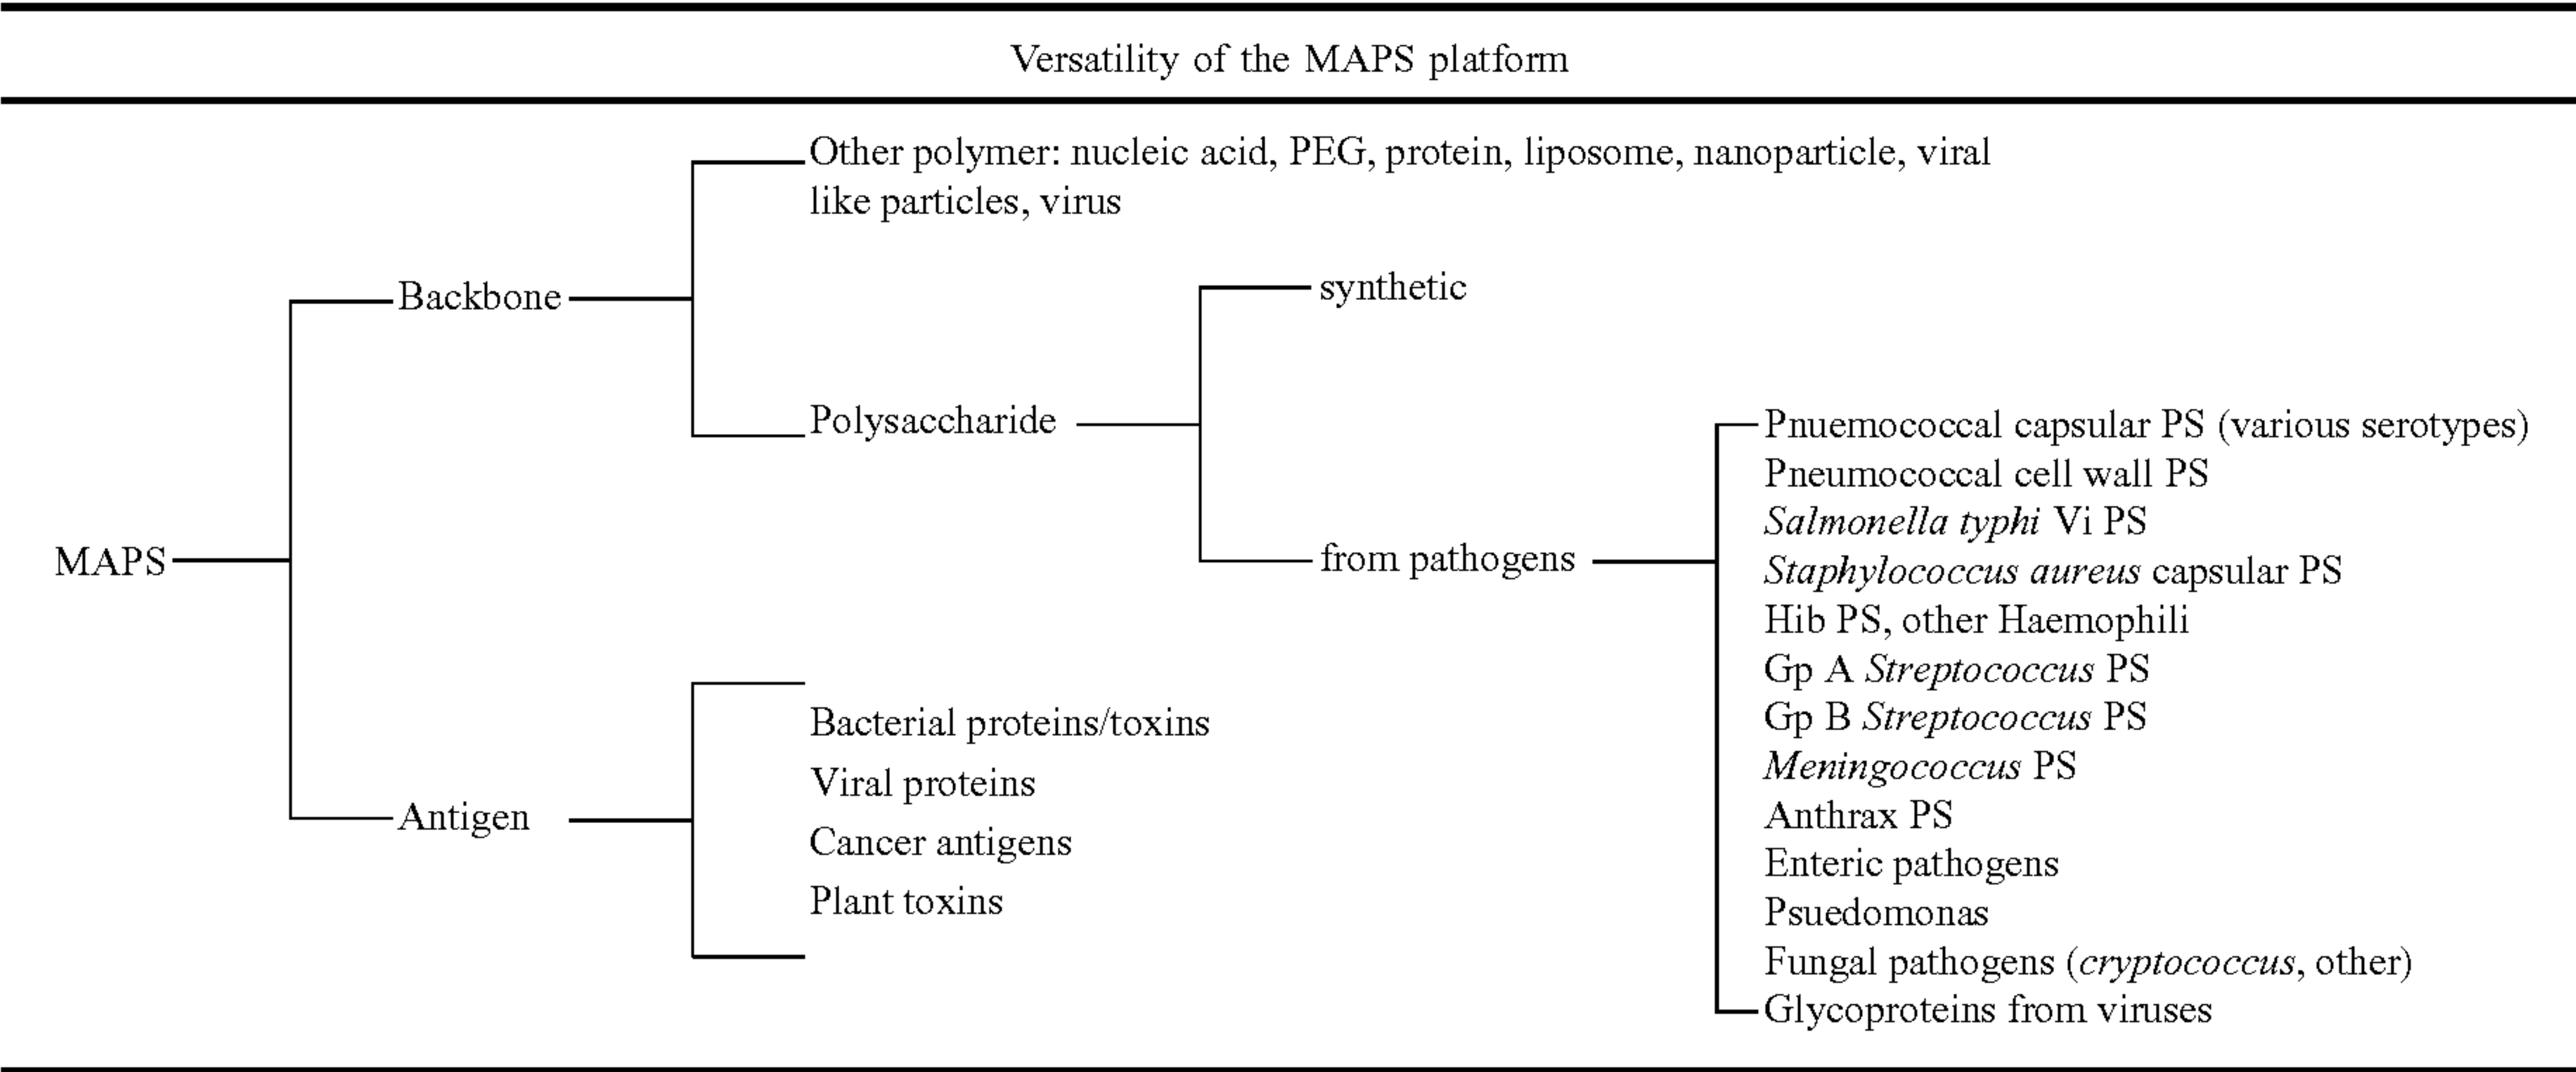 Versatility of the MAPS platform
Other polymer: nucleic acid, PEG, protein, liposome, nanoparticle, viral
like particles, virus
Backbone
synthetic
Polysaccharide
MAPS
from pathogens
Pnuemococcal capsular PS (various serotypes)
Pneumococcal cell wall PS
Salmonella typhi Vi PS
Staphylococcus aureus capsular PS
Hib PS, other Haemophili
Gp A Streptococcus PS
Gp B Streptococcus PS
Meningococcus PS
Anthrax PS
Enteric pathogens
Psuedomonas
Fungal pathogens (cryptococcus, other)
Glycoproteins from viruses
Antigen
Bacterial proteins/toxins
Viral proteins
Cancer antigens
Plant toxins